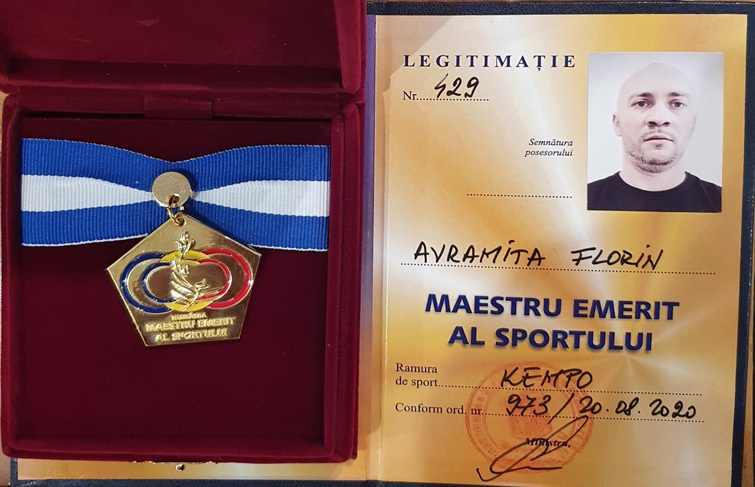 ROMÂNIA
MAESTRU EMERIT
AL SPORTULUI
LEGITIMAȚIE
Nr. 429
Semnătura
posesorului
AVRAMIȚA FLORIN
MAESTRU EMERIT
AL SPORTULUI
Ramura
de sport KEMPO
Conform ord. nr. 973 / 20.08.2020
Ministru,